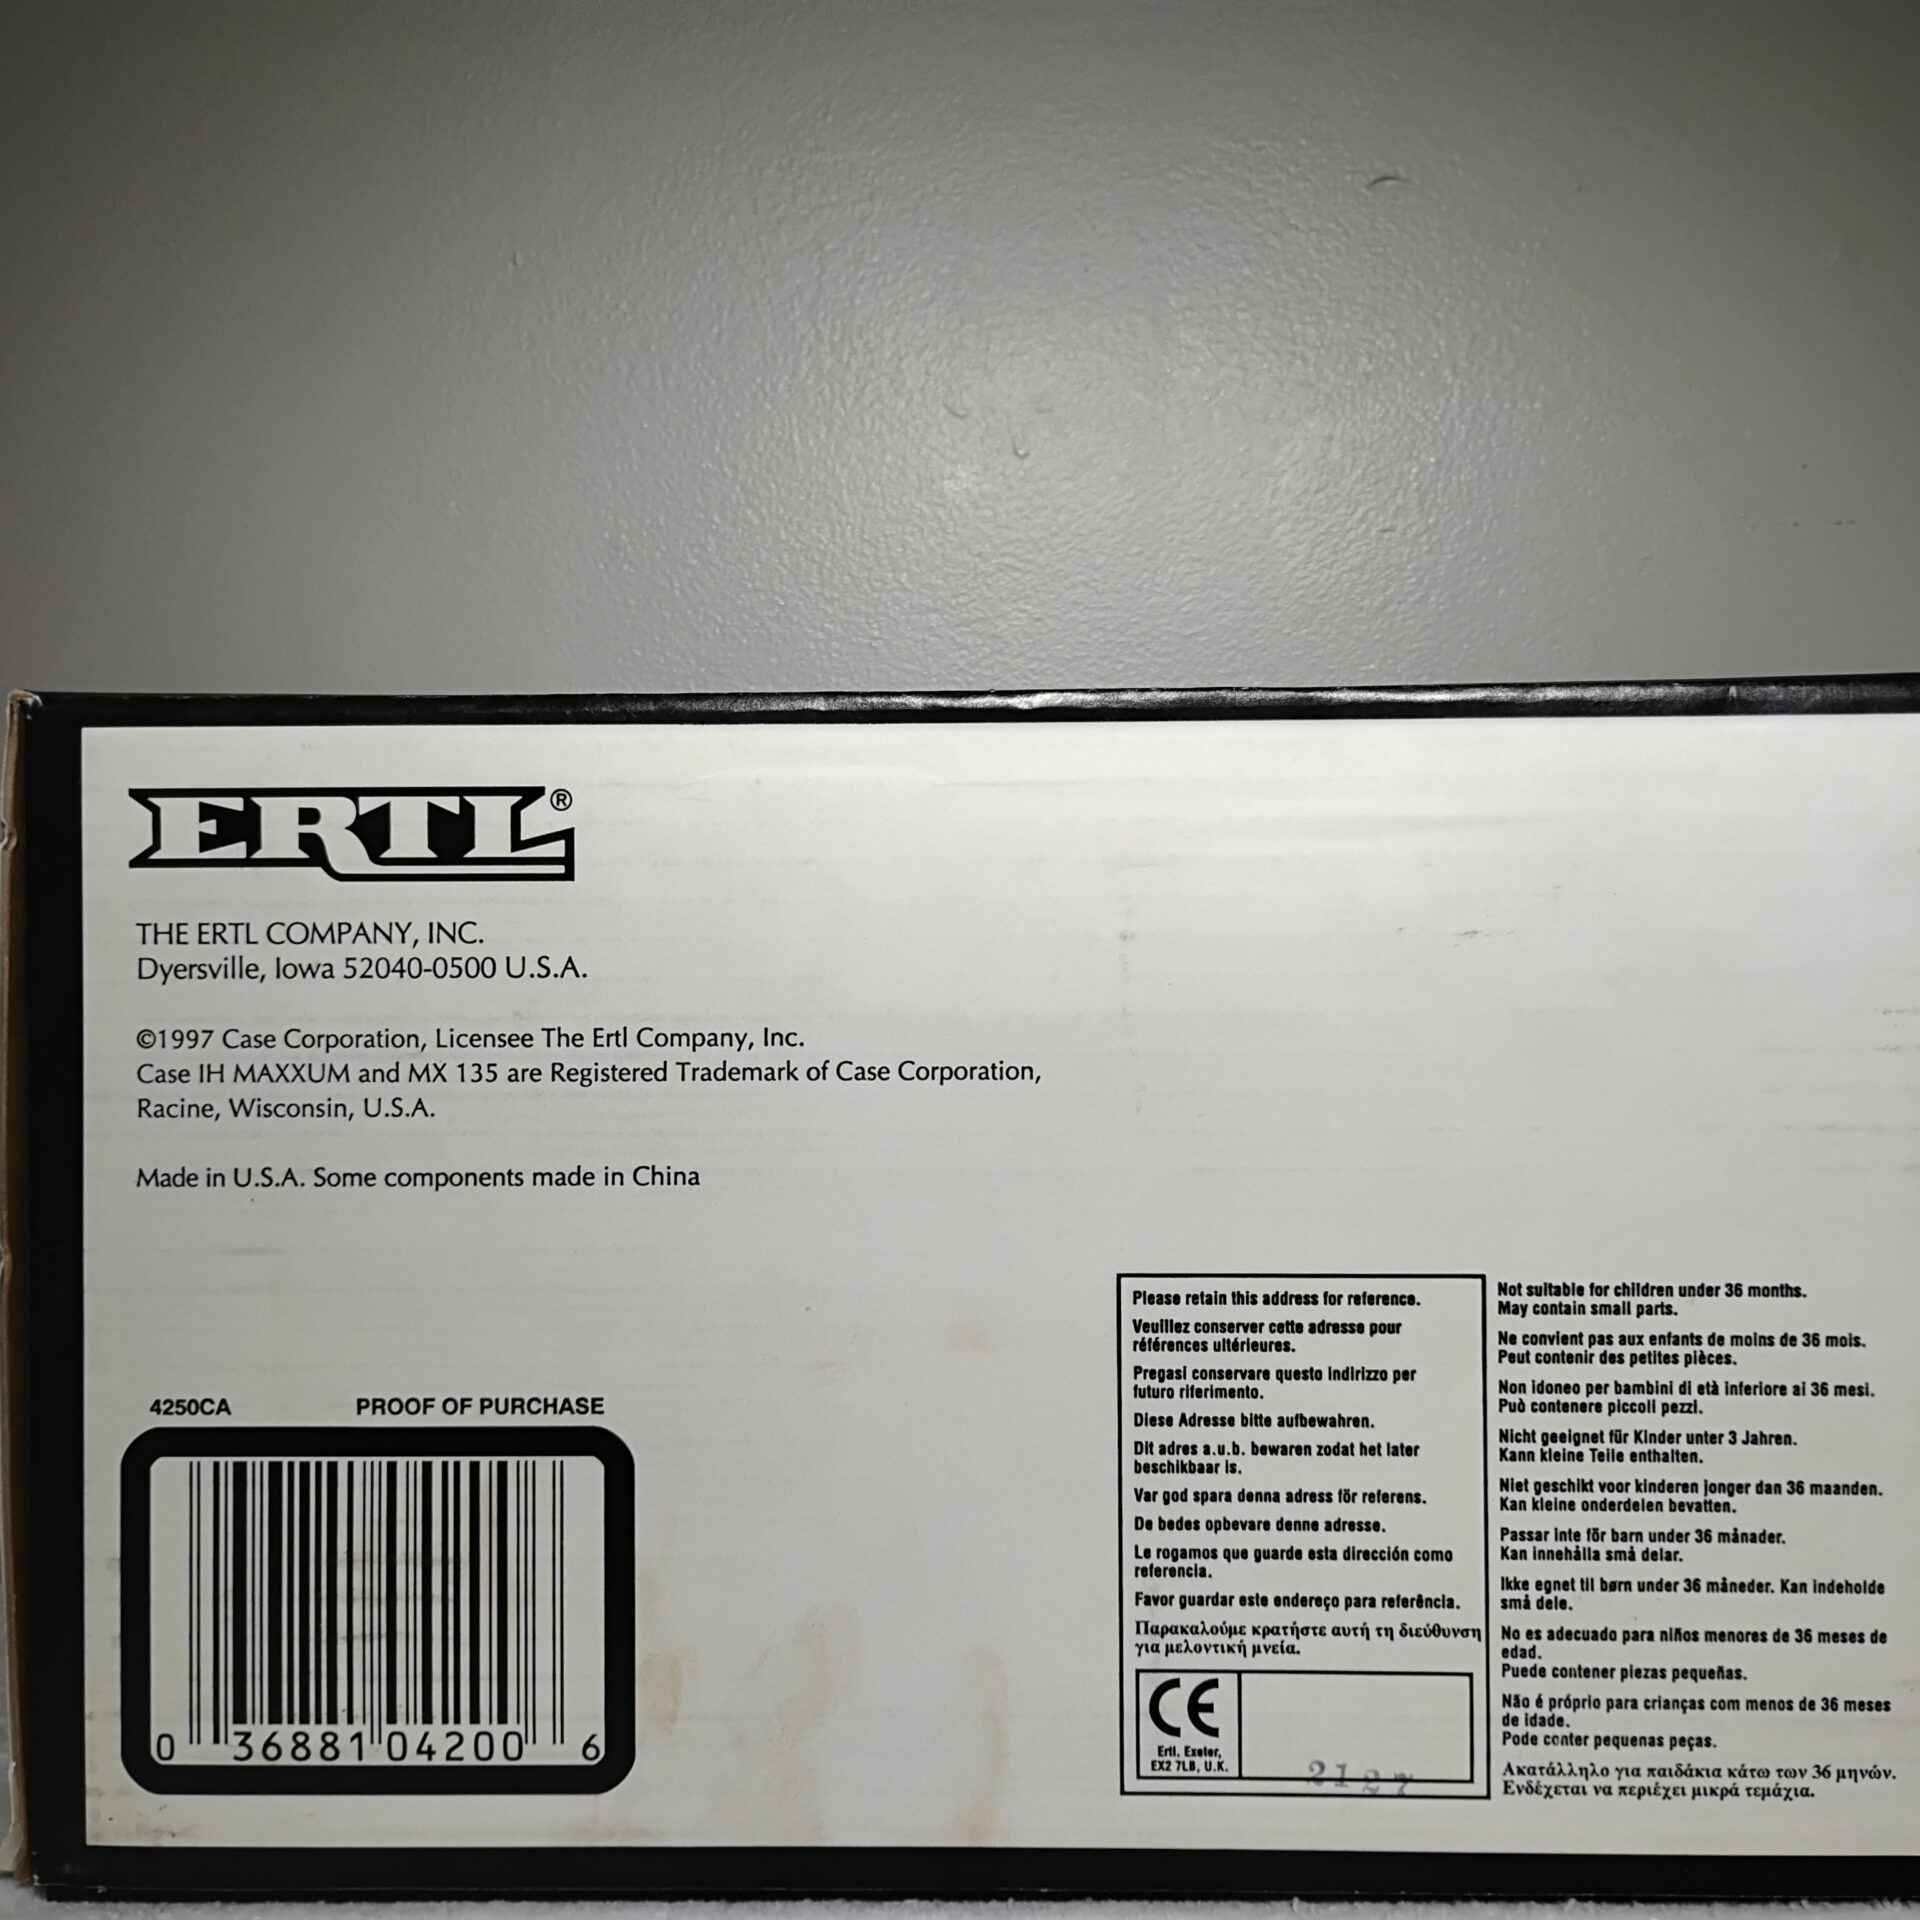 ERTL®
THE ERTL COMPANY, INC.
Dyersville, Iowa 52040-0500 U.S.A.
©1997 Case Corporation, Licensee The Ertl Company, Inc.
Case IH MAXXUM and MX 135 are Registered Trademark of Case Corporation,
Racine, Wisconsin, U.S.A.
Made in U.S.A. Some components made in China
4250CA PROOF OF PURCHASE
0 36881 04200 6
Please retain this address for reference.
Veuillez conserver cette adresse pour
références ultérieures.
Pregasi conservare questo indirizzo per
futuro riferimento.
Diese Adresse bitte aufbewahren.
Dit adres a.u.b. bewaren zodat het later
beschikbaar is.
Var god spara denna adress för referens.
De bedes opbevare denne adresse.
Le rogamos que guarde esta dirección como
referencia.
Favor guardar este endereço para referência.
Παρακαλούμε κρατήστε αυτή τη διεύθυνση
για μελοντική μνεία.
CE
Ertl, Exeter,
EX2 7LB, U.K.
2127
Not suitable for children under 36 months.
May contain small parts.
Ne convient pas aux enfants de moins de 36 mois.
Peut contenir des petites pièces.
Non idoneo per bambini di età inferiore ai 36 mesi.
Può contenere piccoli pezzi.
Nicht geeignet für Kinder unter 3 Jahren.
Kann kleine Teile enthalten.
Niet geschikt voor kinderen jonger dan 36 maanden.
Kan kleine onderdelen bevatten.
Passar inte för barn under 36 månader.
Kan innehålla små delar.
Ikke egnet til børn under 36 måneder. Kan indeholde
små dele.
No es adecuado para niños menores de 36 meses de
edad.
Puede contener piezas pequeñas.
Não é próprio para crianças com menos de 36 meses
de idade.
Pode conter pequenas peças.
Ακατάλληλο για παιδάκια κάτω των 36 μηνών.
Ενδέχεται να περιέχει μικρά τεμάχια.